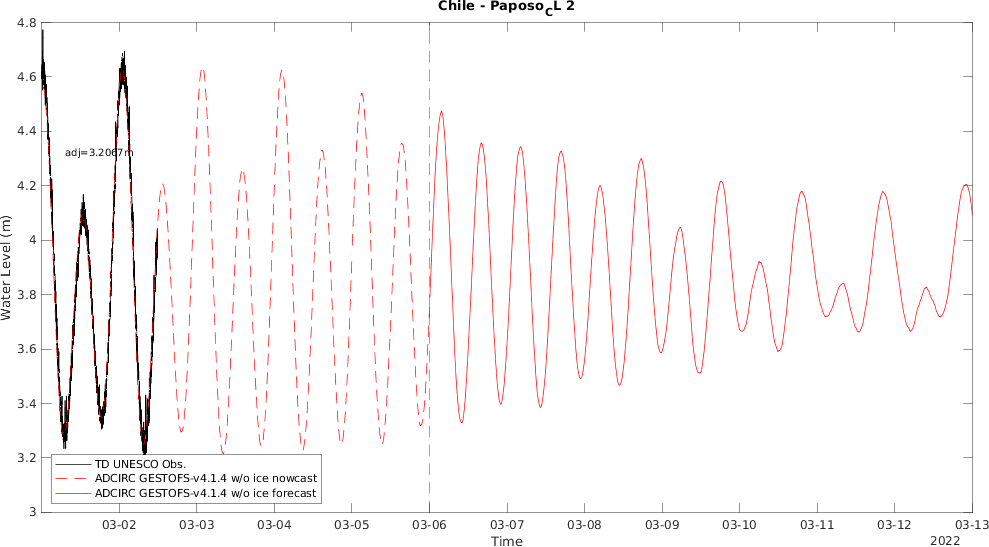 Chile - Paposo_CL 2
4.8
4.6
4.4
4.2
4
3.8
3.6
3.4
3.2
3
Water Level (m)
adj=3.2067m
TD UNESCO Obs.
ADCIRC GESTOFS-v4.1.4 w/o ice nowcast
ADCIRC GESTOFS-v4.1.4 w/o ice forecast
03-02 03-03 03-04 03-05 03-06 03-07 03-08 03-09 03-10 03-11 03-12 03-13
Time
2022